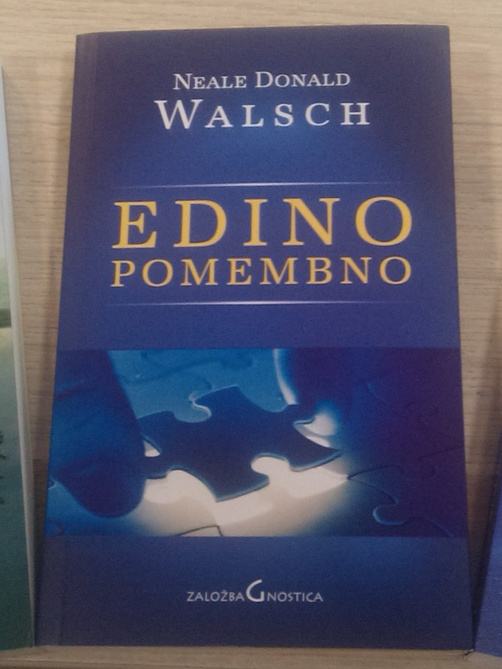 NEALE DONALD
WALSCH
EDINO
POMEMBNO
ZALOŽBA GNOSTICA